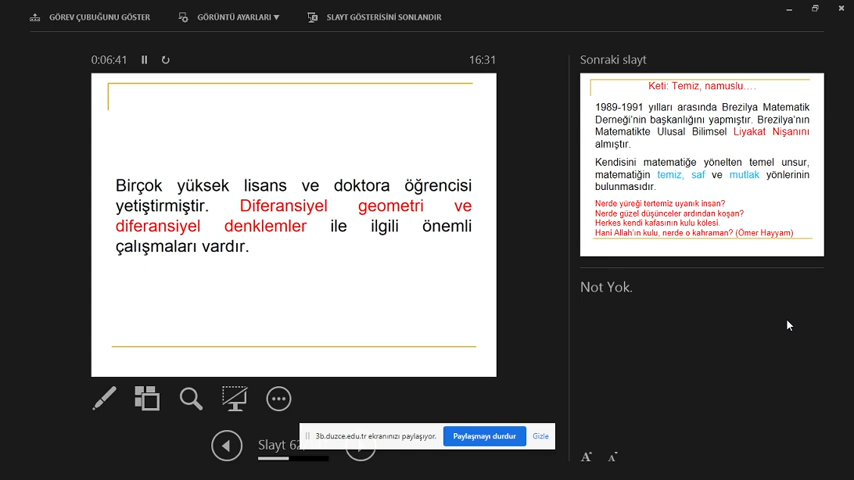 GÖREV ÇUBUĞUNU GÖSTER
GÖRÜNTÜ AYARLARI ▼
SLAYT GÖSTERİSİNİ SONLANDIR
0:06:41
16:31
Birçok yüksek lisans ve doktora öğrencisi
yetiştirmiştir. Diferansiyel geometri ve
diferansiyel denklemler ile ilgili önemli
çalışmaları vardır.
Sonraki slayt
Keti: Temiz, namuslu….
1989-1991 yılları arasında Brezilya Matematik
Derneği'nin başkanlığını yapmıştır. Brezilya'nın
Matematikte Ulusal Bilimsel Liyakat Nişanını
almıştır.
Kendisini matematiğe yönelten temel unsur,
matematiğin temiz, saf ve mutlak yönlerinin
bulunmasıdır.
Nerde yüreği tertemiz uyanık insan?
Nerde güzel düşünceler ardından koşan?
Herkes kendi kafasının kulu kölesi.
Hani Allah'ın kulu, nerde o kahraman? (Ömer Hayyam)
Not Yok.
3b.duzce.edu.tr ekranınızı paylaşıyor.
Paylaşmayı durdur
Gizle
Slayt 62
A A